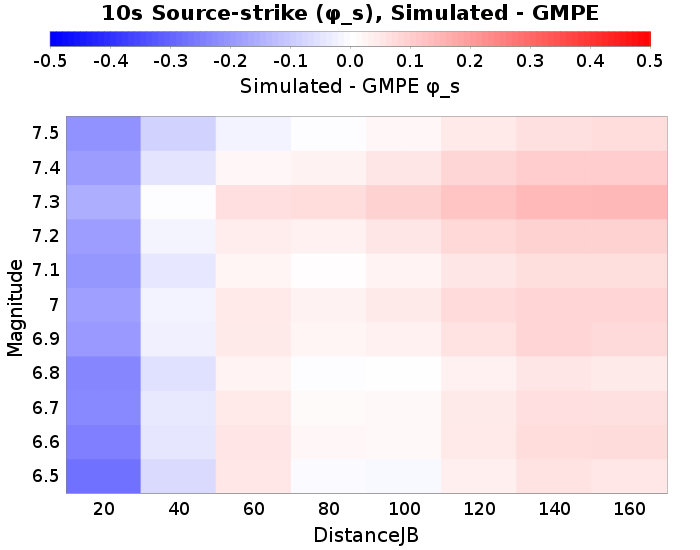 10s Source-strike (φ_s), Simulated - GMPE
-0.5 -0.4 -0.3 -0.2 -0.1 0.0 0.1 0.2 0.3 0.4 0.5
Simulated - GMPE φ_s
Magnitude
7.5
7.4
7.3
7.2
7.1
7
6.9
6.8
6.7
6.6
6.5
20 40 60 80 100 120 140 160
DistanceJB